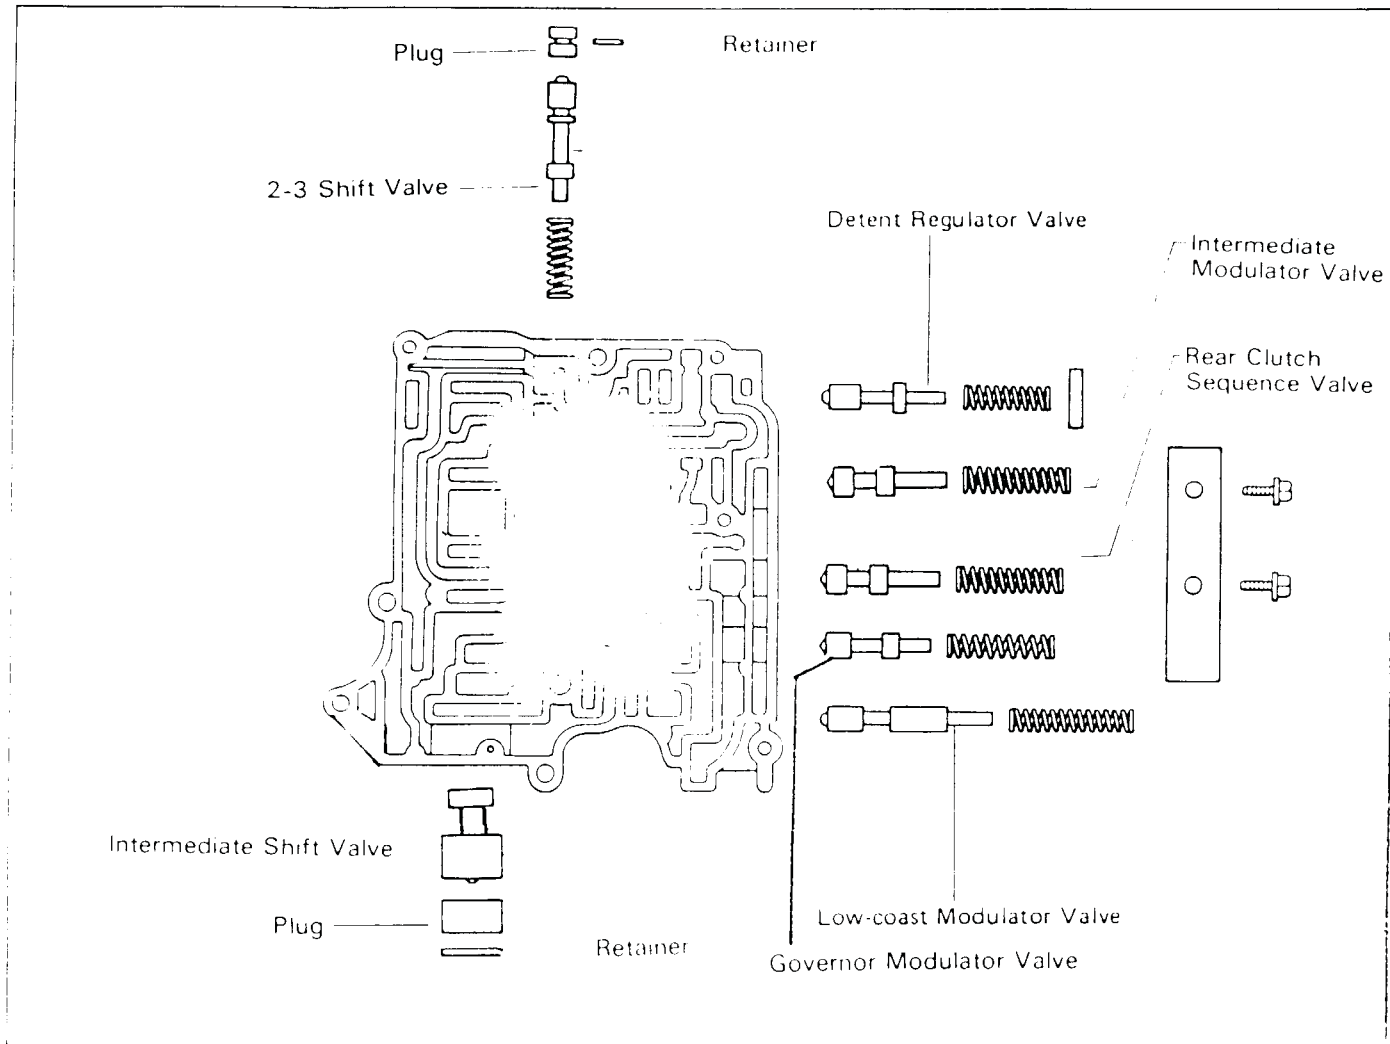 Plug
Retainer
2-3 Shift Valve
Detent Regulator Valve
Intermediate
Modulator Valve
Rear Clutch
Sequence Valve
Intermediate Shift Valve
Plug
Retainer
Low-coast Modulator Valve
Governor Modulator Valve